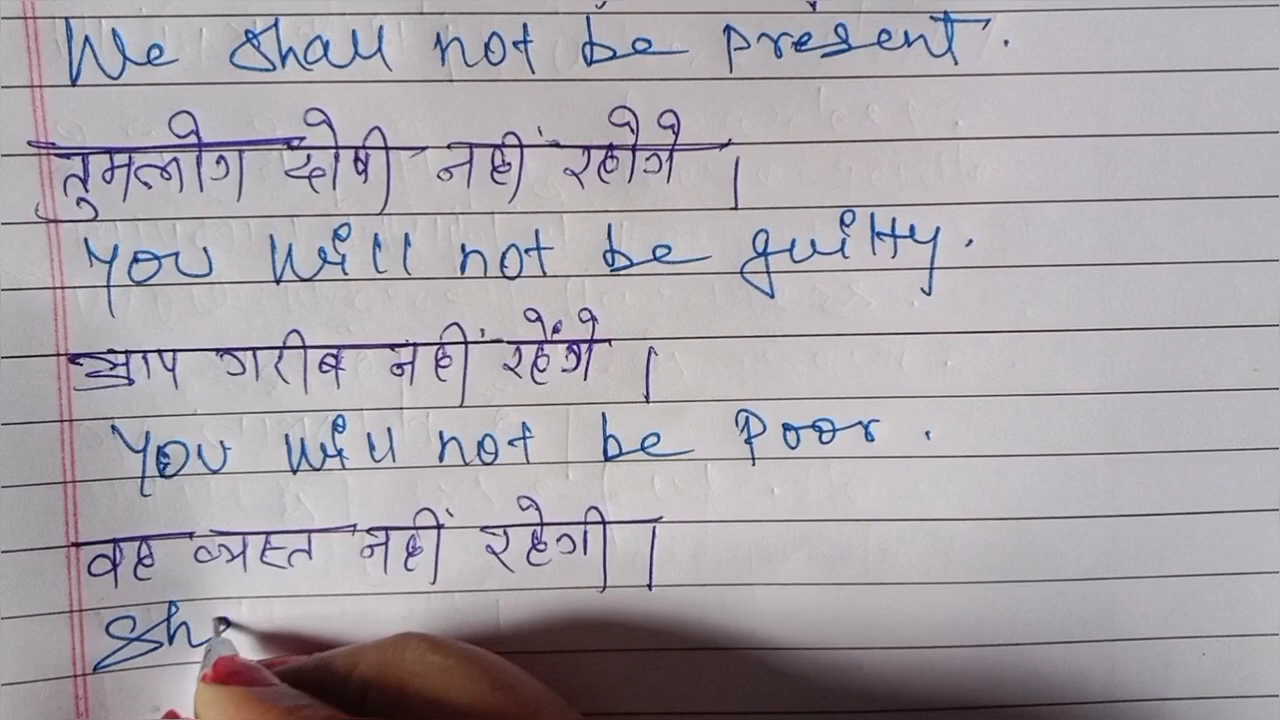 We shall not be present.
तुमलोग दोषी नहीं रहोगे ।
You will not be guilty.
आप गरीब नहीं रहेंगे ।
You will not be Poor.
वह व्यस्त नहीं रहेगी ।
Sh